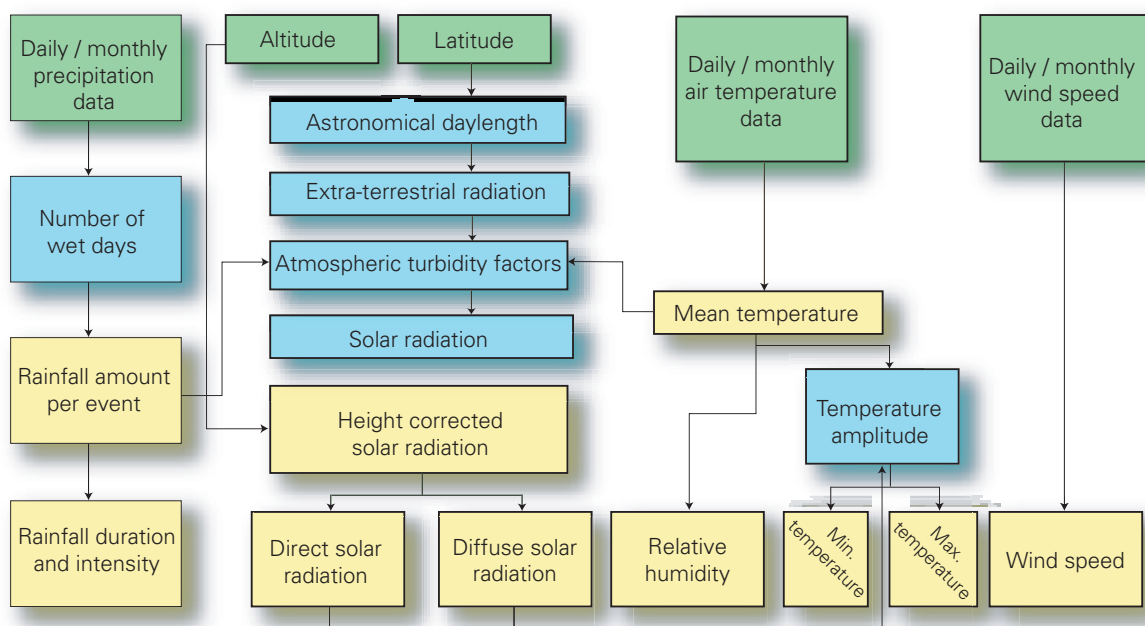 Daily / monthly
precipitation
data
Altitude
Latitude
Daily / monthly
air temperature
data
Daily / monthly
wind speed
data
Astronomical daylength
Extra-terrestrial radiation
Number of
wet days
Atmospheric turbidity factors
Mean temperature
Solar radiation
Rainfall amount
per event
Height corrected
solar radiation
Temperature
amplitude
Rainfall duration
and intensity
Direct solar
radiation
Diffuse solar
radiation
Relative
humidity
Min.
temperature
Max.
temperature
Wind speed